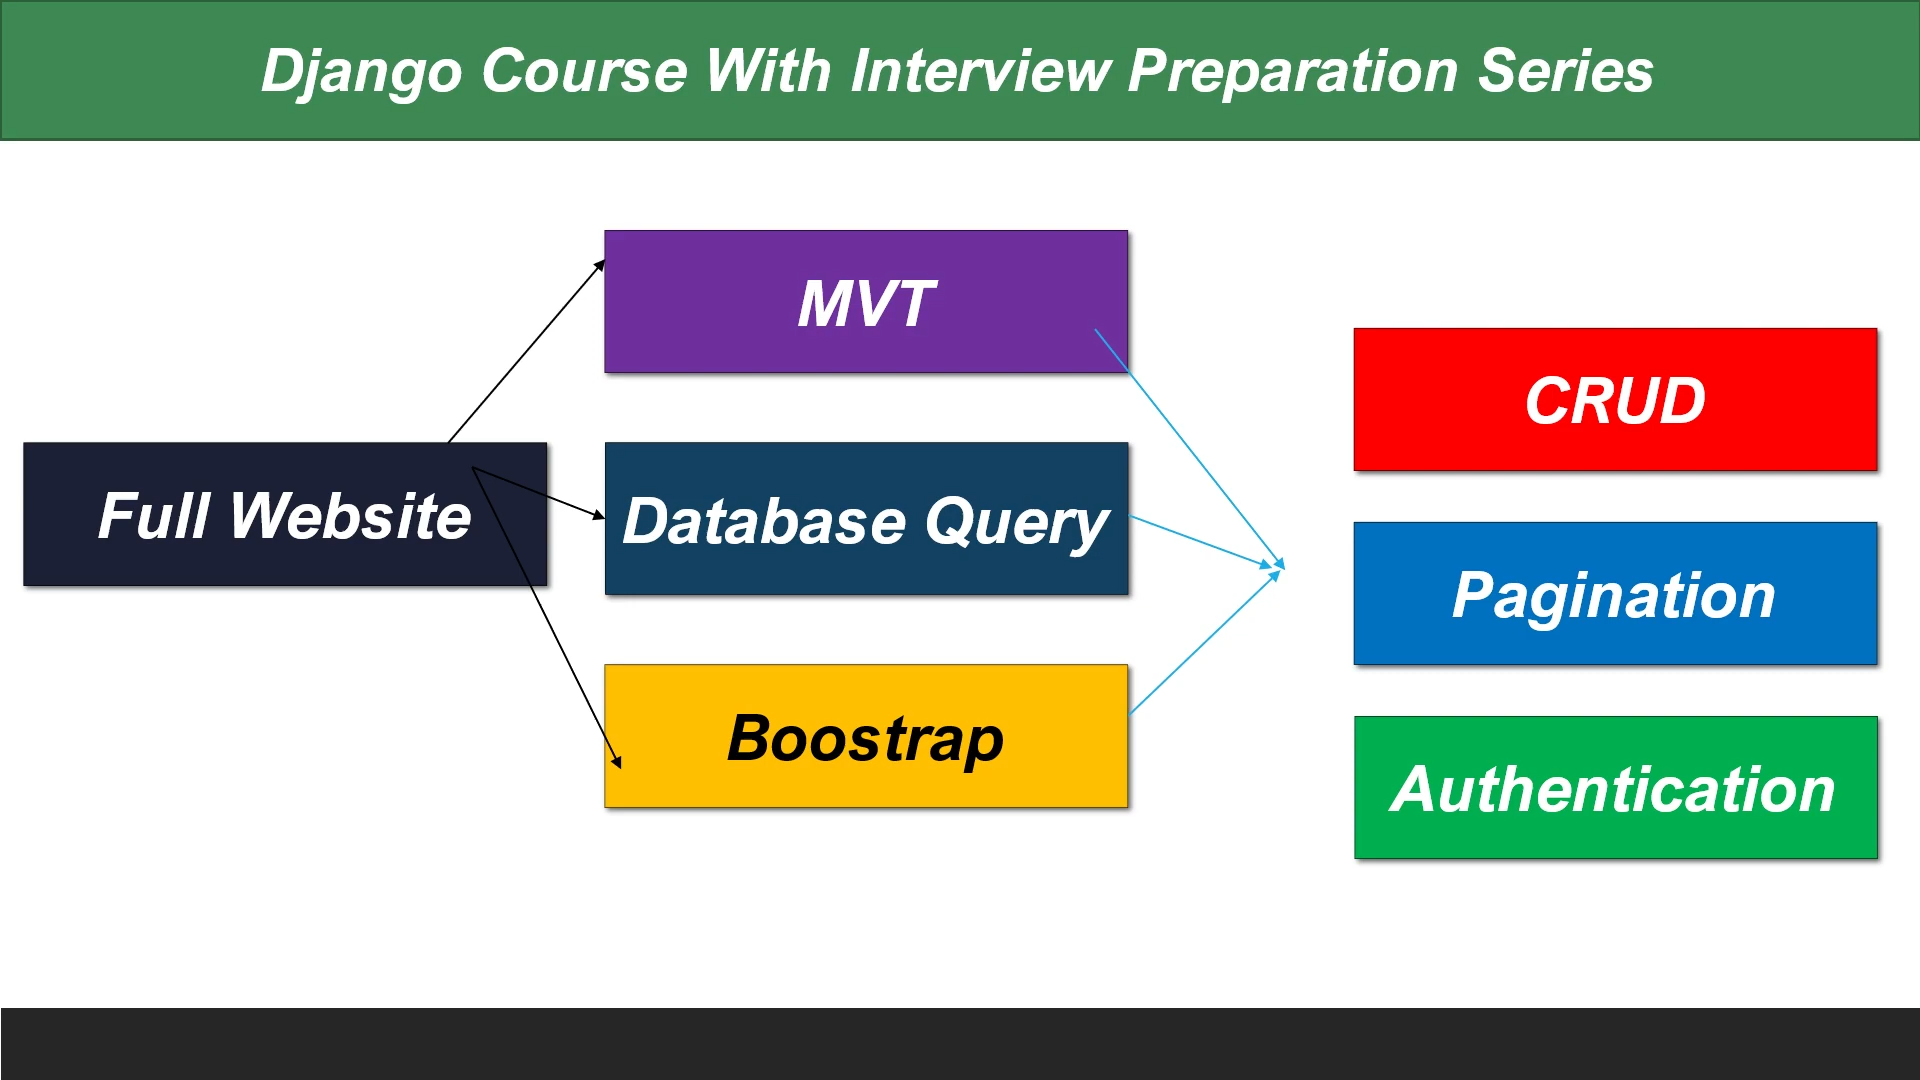 Django Course With Interview Preparation Series
Full Website
MVT
Database Query
Boostrap
CRUD
Pagination
Authentication